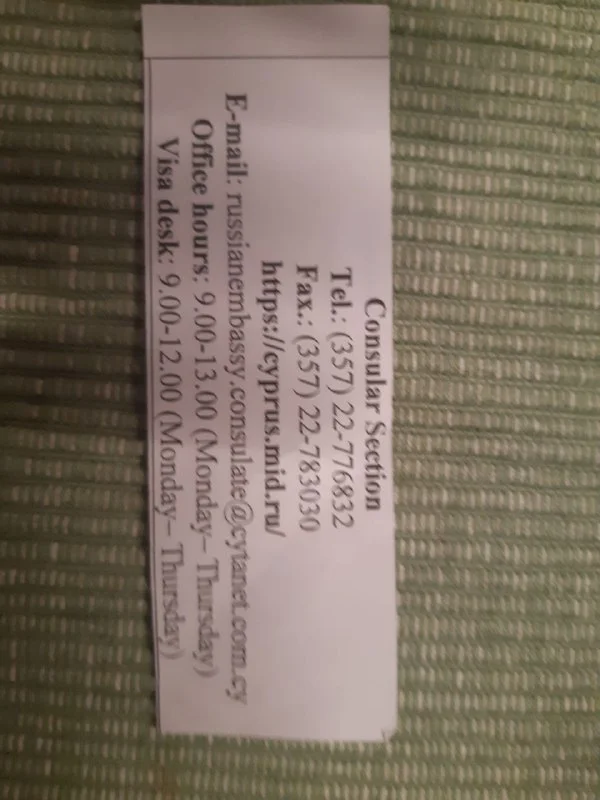 Consular Section
Tel.: (357) 22-776832
Fax.: (357) 22-783030
https://cyprus.mid.ru/
E-mail: russianembassy.consulate@cytanet.com.cy
Office hours: 9.00-13.00 (Monday– Thursday)
Visa desk: 9.00-12.00 (Monday– Thursday)